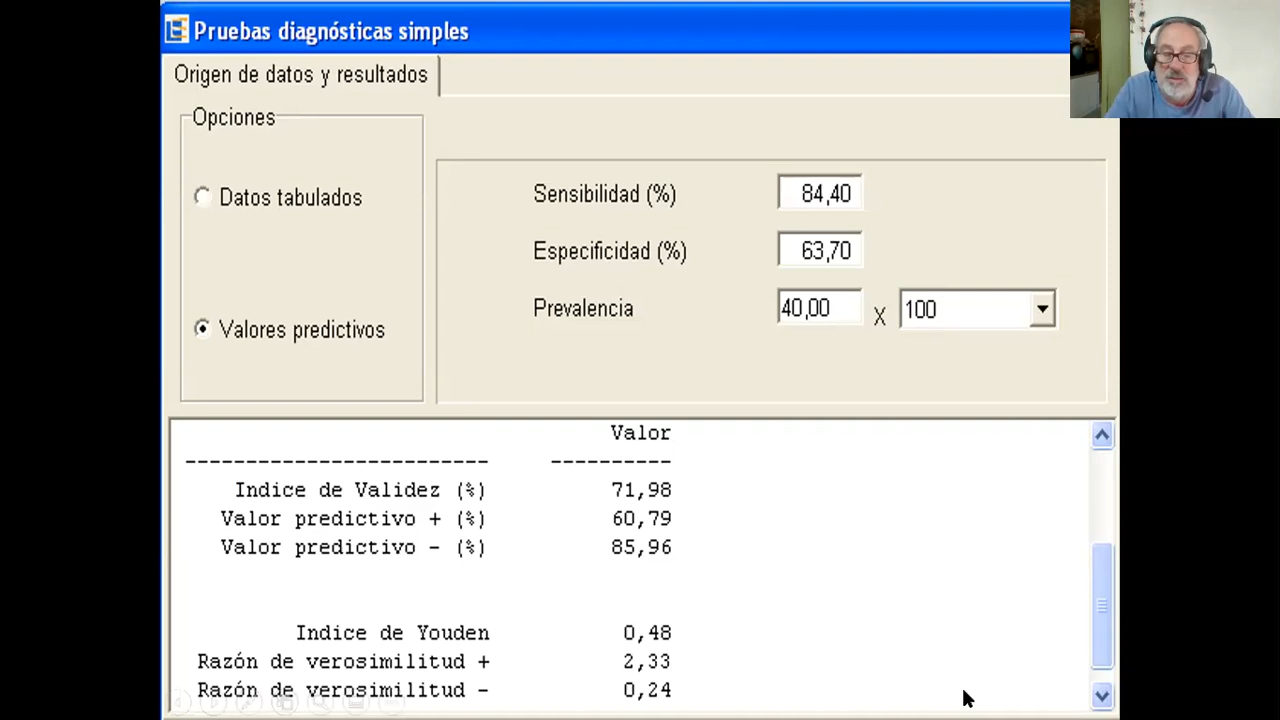 Pruebas diagnósticas simples
Origen de datos y resultados
Opciones
Datos tabulados
Valores predictivos
Sensibilidad (%) 84,40
Especificidad (%) 63,70
Prevalencia 40,00 X 100
Valor
------------------------- ----------
Indice de Validez (%) 71,98
Valor predictivo + (%) 60,79
Valor predictivo - (%) 85,96
Indice de Youden 0,48
Razón de verosimilitud + 2,33
Razón de verosimilitud - 0,24